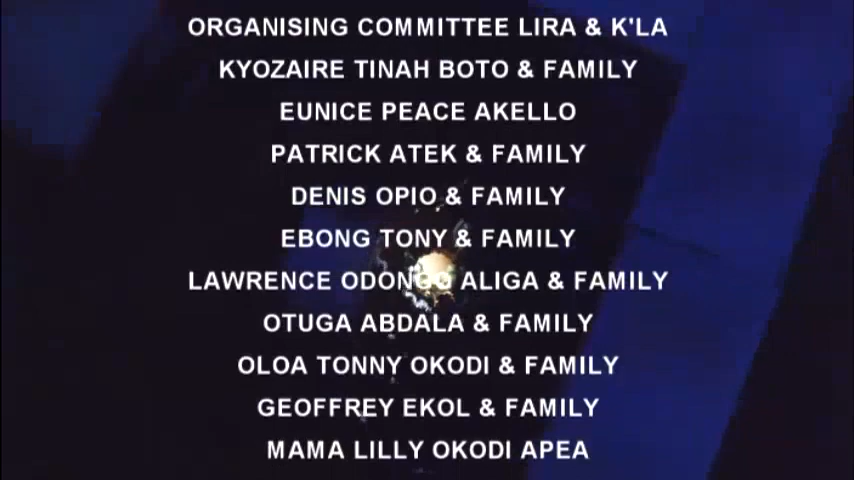 ORGANISING COMMITTEE LIRA & K'LA
KYOZAIRE TINAH BOTO & FAMILY
EUNICE PEACE AKELLO
PATRICK ATEK & FAMILY
DENIS OPIO & FAMILY
EBONG TONY & FAMILY
LAWRENCE ODONGO ALIGA & FAMILY
OTUGA ABDALA & FAMILY
OLOA TONNY OKODI & FAMILY
GEOFFREY EKOL & FAMILY
MAMA LILLY OKODI APEA